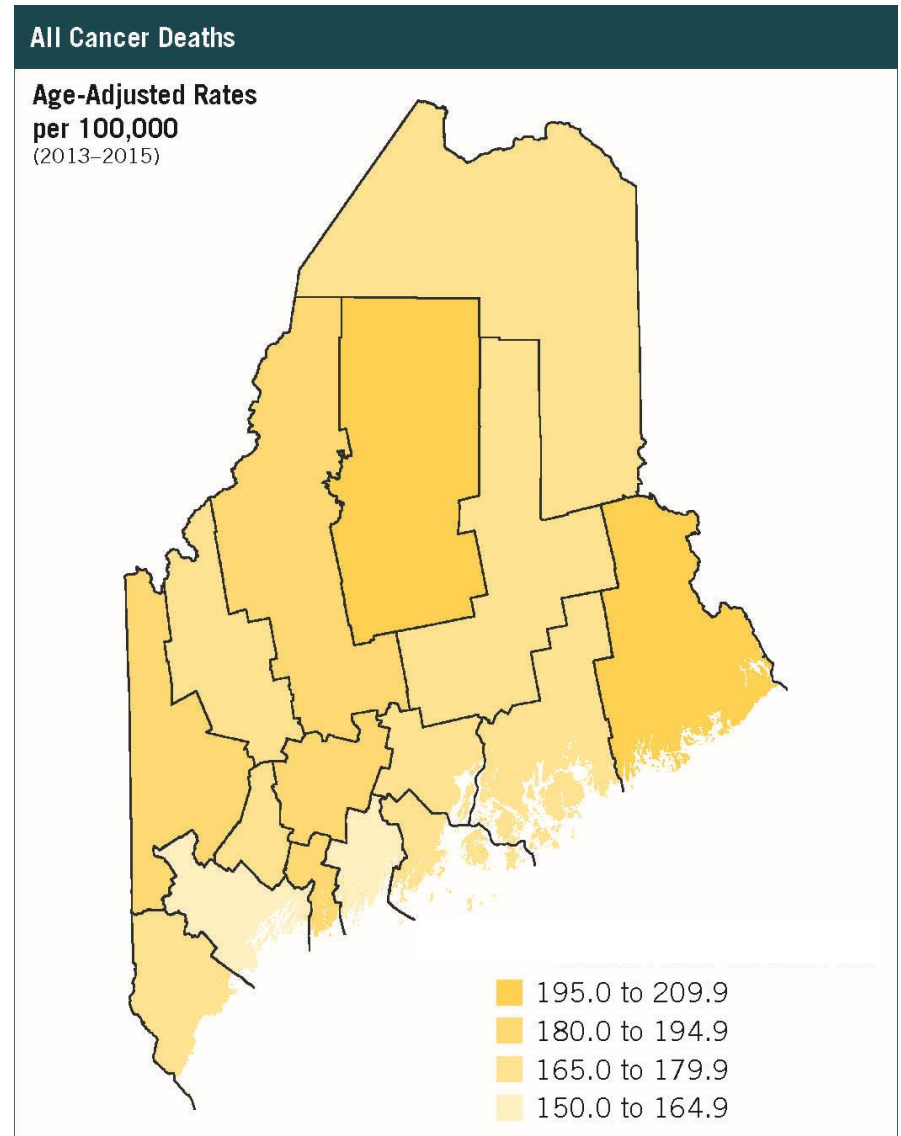 All Cancer Deaths
Age-Adjusted Rates
per 100,000
(2013–2015)
195.0 to 209.9
180.0 to 194.9
165.0 to 179.9
150.0 to 164.9